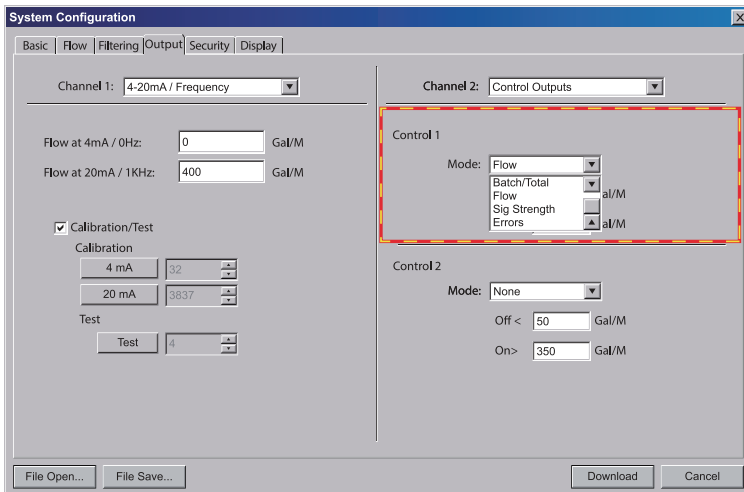 System Configuration
Basic Flow Filtering Output Security Display
Channel 1: 4-20mA / Frequency
Flow at 4mA / 0Hz: 0 Gal/M
Flow at 20mA / 1KHz: 400 Gal/M
Calibration/Test
Calibration
4 mA 32
20 mA 3837
Test
Test 4
Channel 2: Control Outputs
Control 1
Mode: Flow
Batch/Total
Flow al/M
Sig Strength
Errors al/M
Control 2
Mode: None
Off < 50 Gal/M
On> 350 Gal/M
File Open... File Save... Download Cancel